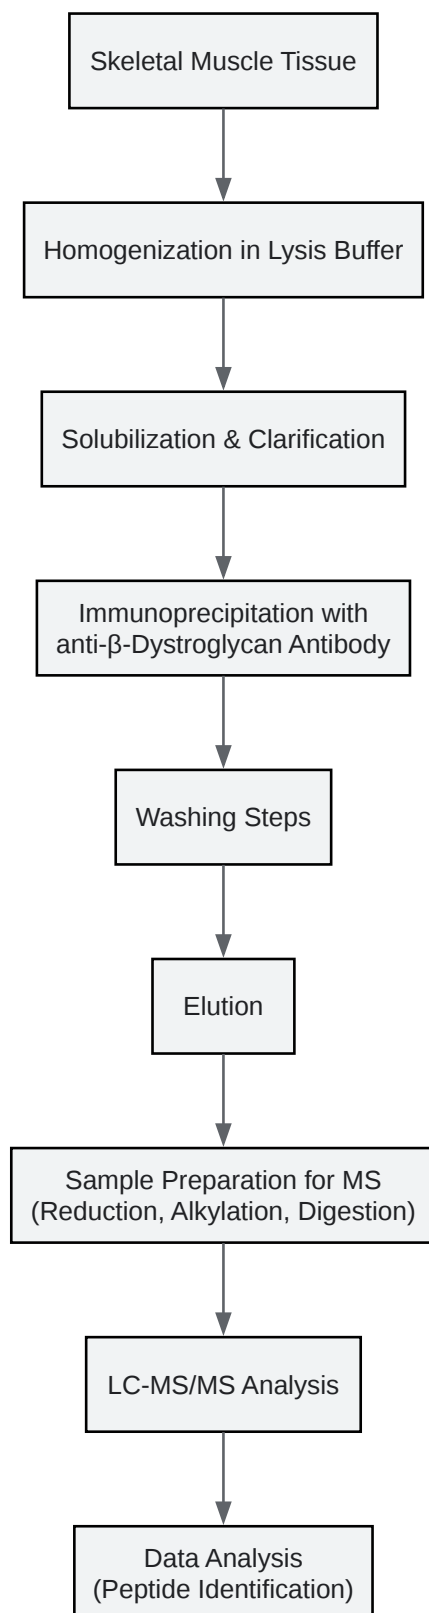 Skeletal Muscle Tissue
Homogenization in Lysis Buffer
Solubilization & Clarification
Immunoprecipitation with
anti-β-Dystroglycan Antibody
Washing Steps
Elution
Sample Preparation for MS
(Reduction, Alkylation, Digestion)
LC-MS/MS Analysis
Data Analysis
(Peptide Identification)